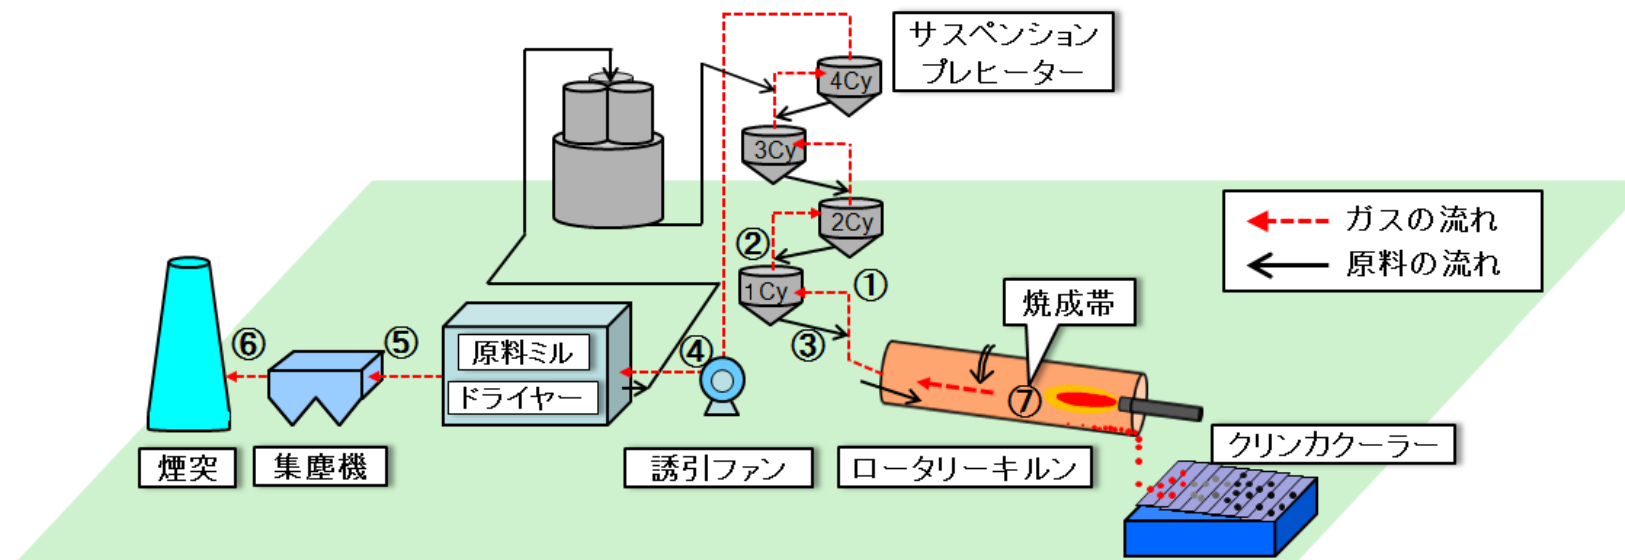 サスペンション
プレヒーター
4Cy
3Cy
2Cy
1Cy
ガスの流れ
原料の流れ
②
①
③
焼成帯
⑥
⑤
④
原料ミル
ドライヤー
⑦
煙突
集塵機
誘引ファン
ロータリーキルン
クリンカクーラー